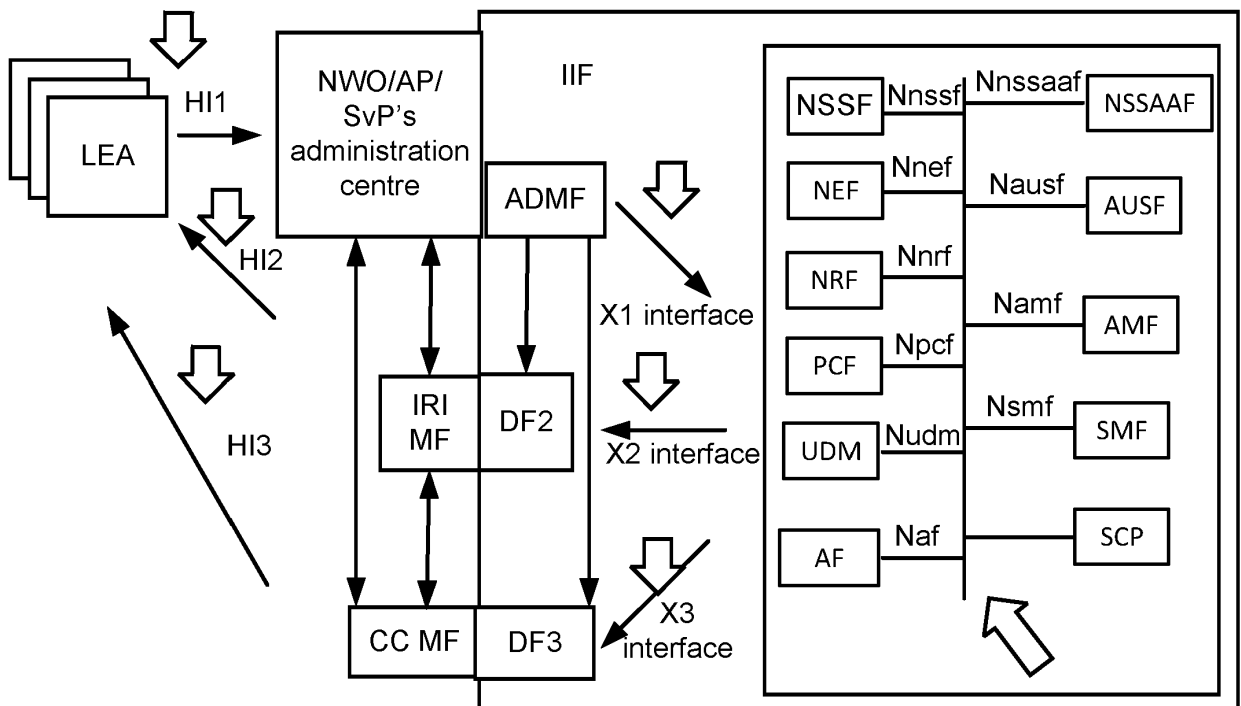 LEA
HI1
HI2
HI3
NWO/AP/
SvP's
administration
centre
IIF
ADMF
X1 interface
IRI
MF
DF2
X2 interface
CC MF
DF3
X3
interface
NSSF
Nnssf
Nnssaaf
NSSAAF
NEF
Nnef
Nausf
AUSF
NRF
Nnrf
Namf
AMF
PCF
Npcf
Nsmf
SMF
UDM
Nudm
AF
Naf
SCP